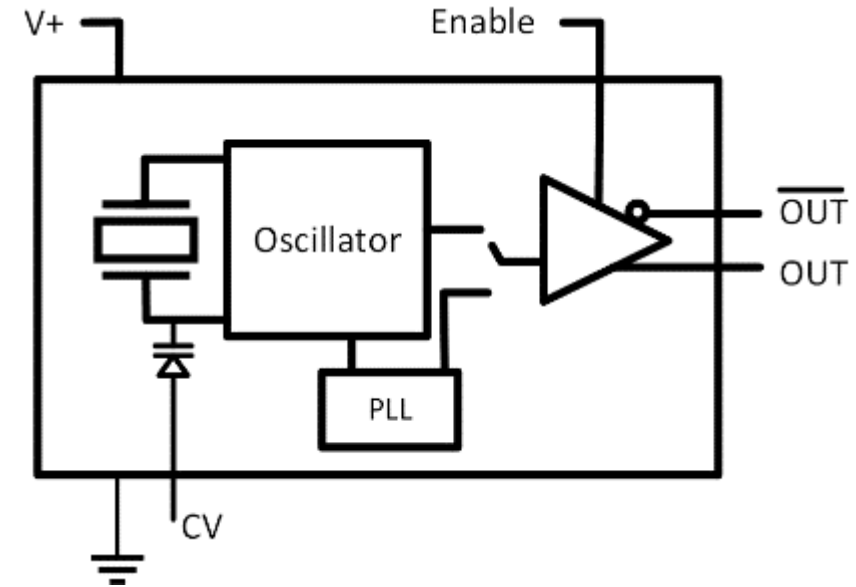 V+
Enable
Oscillator
OUT
OUT
PLL
CV